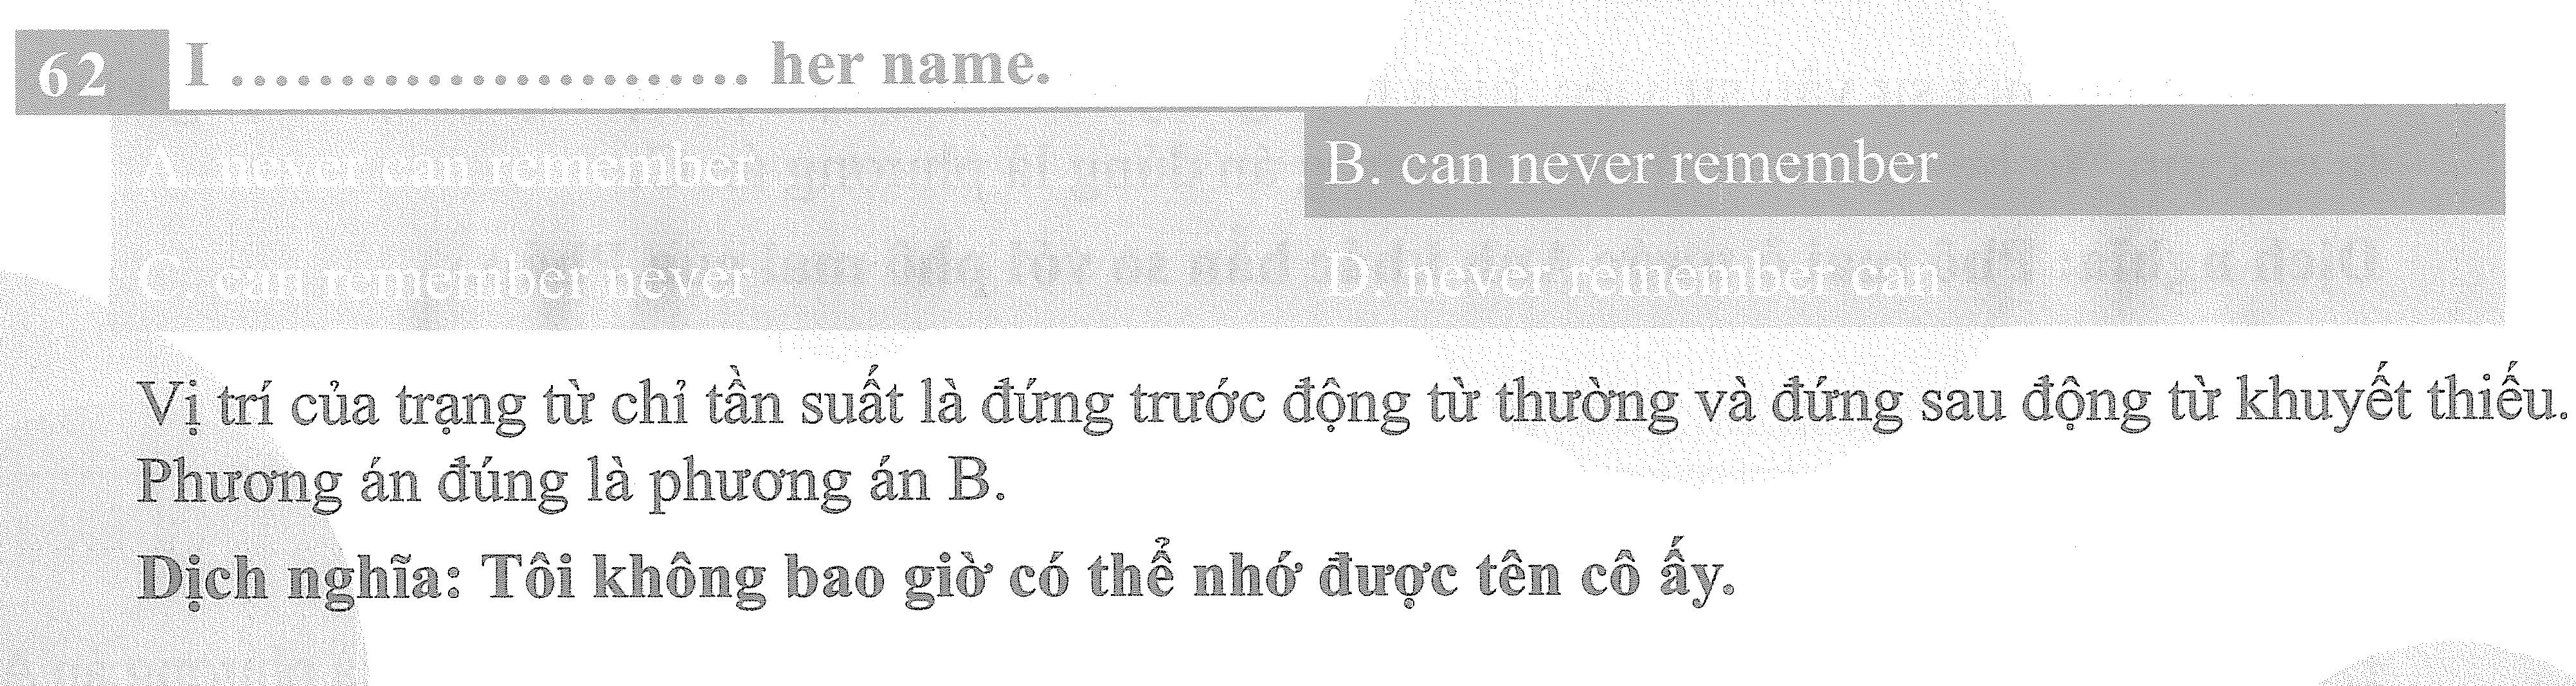 62 I ........................ her name.
A. never can remember B. can never remember
C. can remember never D. never remember can
Vị trí của trạng từ chỉ tần suất là đứng trước động từ thường và đứng sau động từ khuyết thiếu.
Phương án đúng là phương án B.
Dịch nghĩa: Tôi không bao giờ có thể nhớ được tên cô ấy.